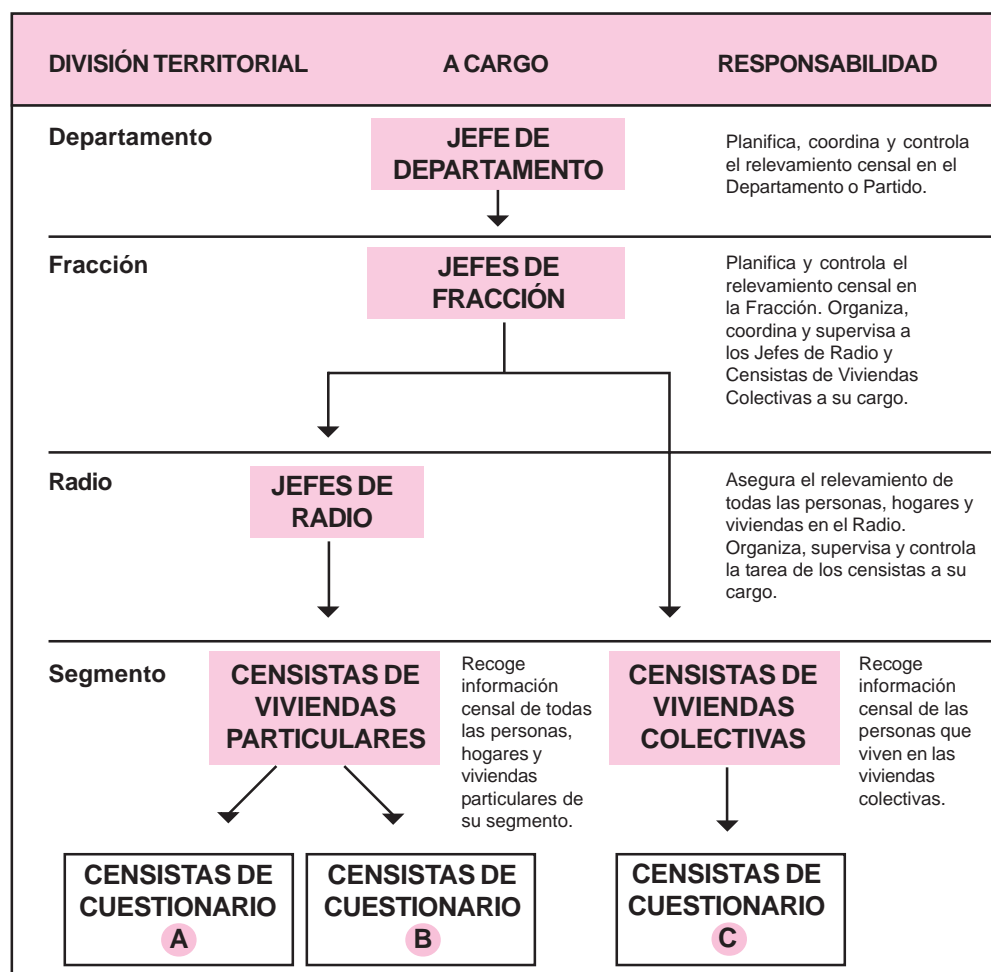 DIVISIÓN TERRITORIAL
A CARGO
RESPONSABILIDAD
Departamento
JEFE DE
DEPARTAMENTO
Planifica, coordina y controla
el relevamiento censal en el
Departamento o Partido.
Fracción
JEFES DE
FRACCIÓN
Planifica y controla el
relevamiento censal en
la Fracción. Organiza,
coordina y supervisa a
los Jefes de Radio y
Censistas de Viviendas
Colectivas a su cargo.
Radio
JEFES DE
RADIO
Asegura el relevamiento de
todas las personas, hogares y
viviendas en el Radio.
Organiza, supervisa y controla
la tarea de los censistas a su
cargo.
Segmento
CENSISTAS DE
VIVIENDAS
PARTICULARES
Recoge
información
censal de todas
las personas,
hogares y
viviendas
particulares de
su segmento.
CENSISTAS DE
VIVIENDAS
COLECTIVAS
Recoge
información
censal de las
personas que
viven en las
viviendas
colectivas.
CENSISTAS DE
CUESTIONARIO
A
CENSISTAS DE
CUESTIONARIO
B
CENSISTAS DE
CUESTIONARIO
C